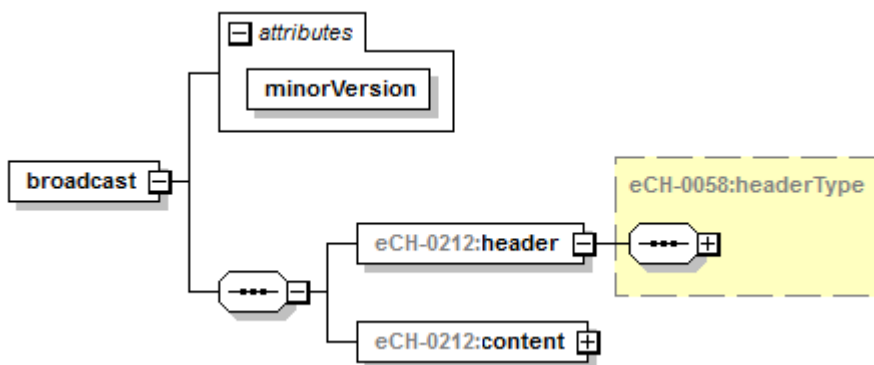 attributes
minorVersion
broadcast
eCH-0058:headerType
eCH-0212:header
eCH-0212:content